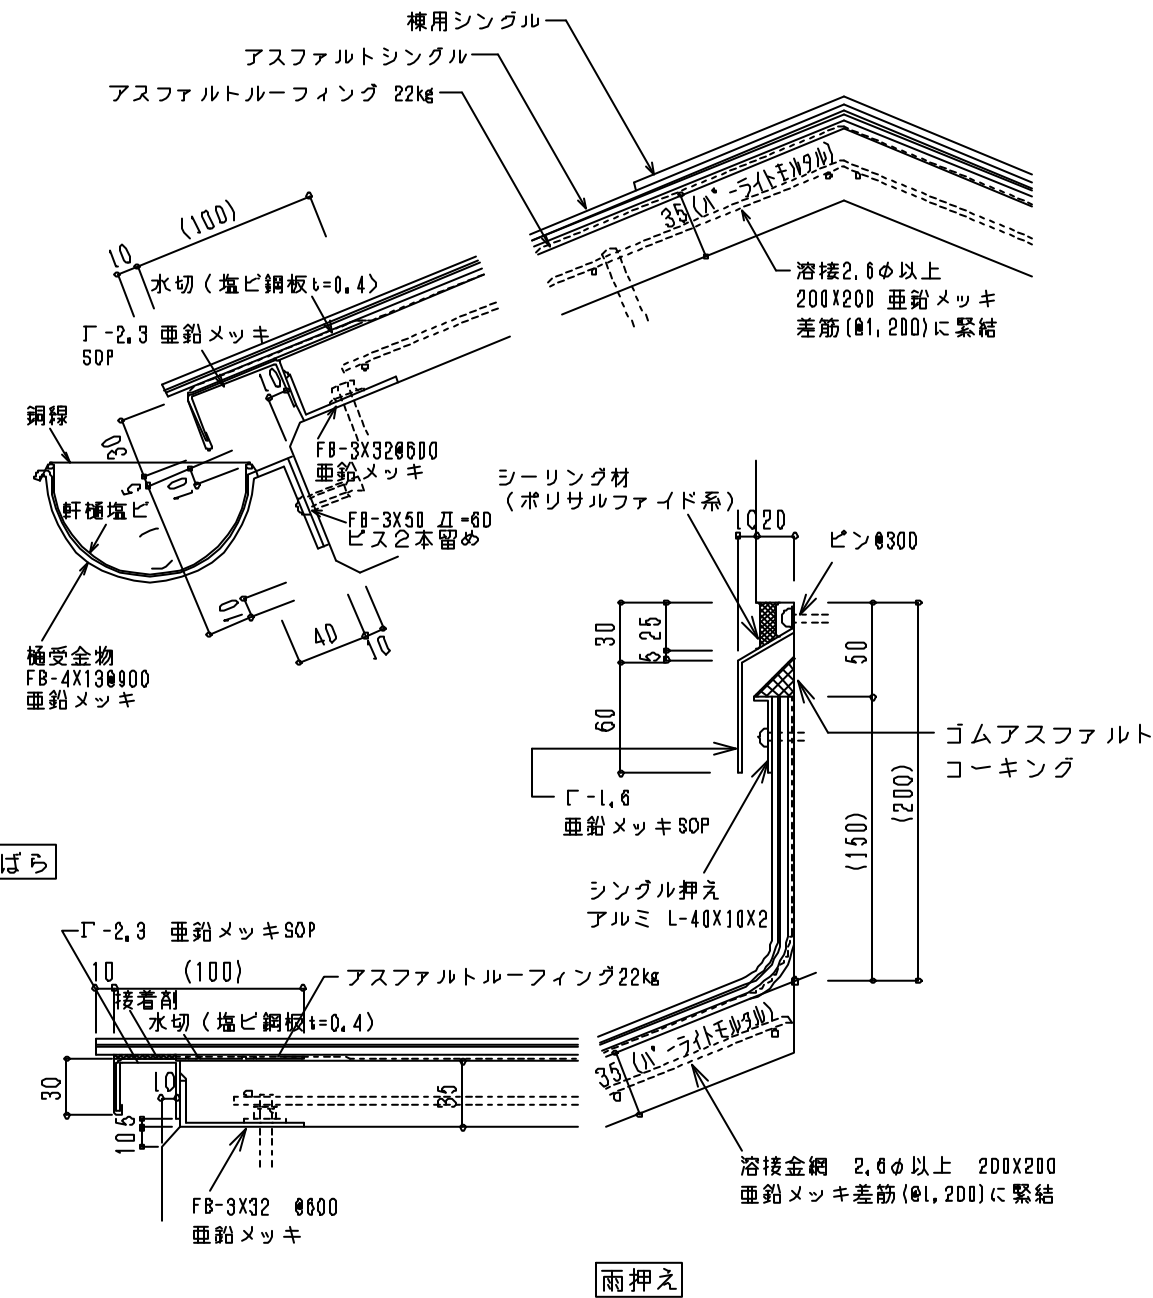 棟用シングル
アスファルトシングル
アスファルトルーフィング 22kg
(100)
10
水切（塩ビ鋼板t=0.4）
Γ-2.3 亜鉛メッキ
SOP
35 (パーライトモルタル)
溶接2.6φ以上
200X200 亜鉛メッキ
差筋(@1,200)に緊結
10
銅線
30
5
10
FB-3X32@600
亜鉛メッキ
軒樋塩ビ
FB-3X50 ℓ=60
ビス2本留め
10
40
10
樋受金物
FB-4X13@900
亜鉛メッキ
シーリング材
（ポリサルファイド系）
10 20
ピン@300
30
25
5
60
50
(150)
(200)
ゴムアスファルト
コーキング
Γ-1.6
亜鉛メッキSOP
シングル押え
アルミ L-40X10X2
ばら
Γ-2.3 亜鉛メッキSOP
10
(100)
アスファルトルーフィング22kg
接着剤
水切（塩ビ鋼板t=0.4）
30
10
35
5
10
FB-3X32 @600
亜鉛メッキ
35 (パーライトモルタル)
溶接金網 2.6φ以上 200X200
亜鉛メッキ差筋(@1,200)に緊結
雨押え